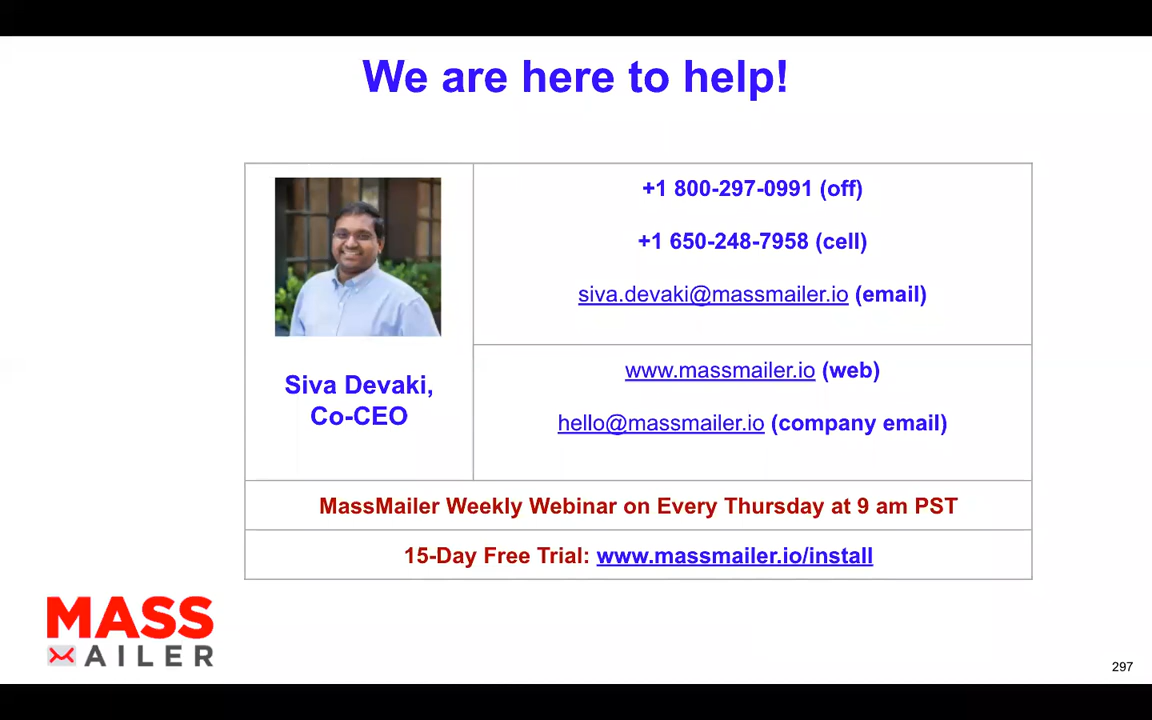 We are here to help!
+1 800-297-0991 (off)
+1 650-248-7958 (cell)
siva.devaki@massmailer.io (email)
Siva Devaki,
Co-CEO
www.massmailer.io (web)
hello@massmailer.io (company email)
MassMailer Weekly Webinar on Every Thursday at 9 am PST
15-Day Free Trial: www.massmailer.io/install
MASS
AILER
297